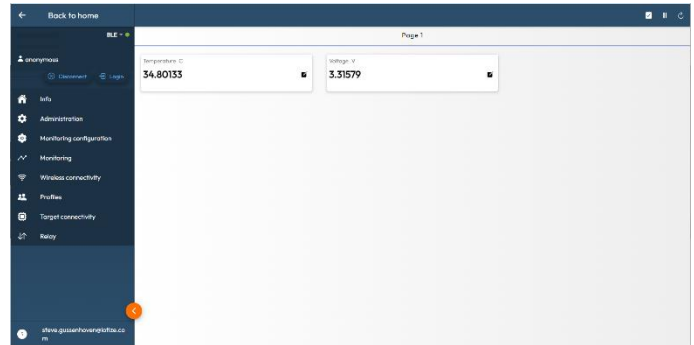 Back to home
BLE
Page 1
anonymous
Disconnect
Login
Temperature C
34.80133
Voltage V
3.31579
Info
Administration
Monitoring configuration
Monitoring
Wireless connectivity
Profiles
Target connectivity
Relay
steve.gussenhoven@iotize.co
m